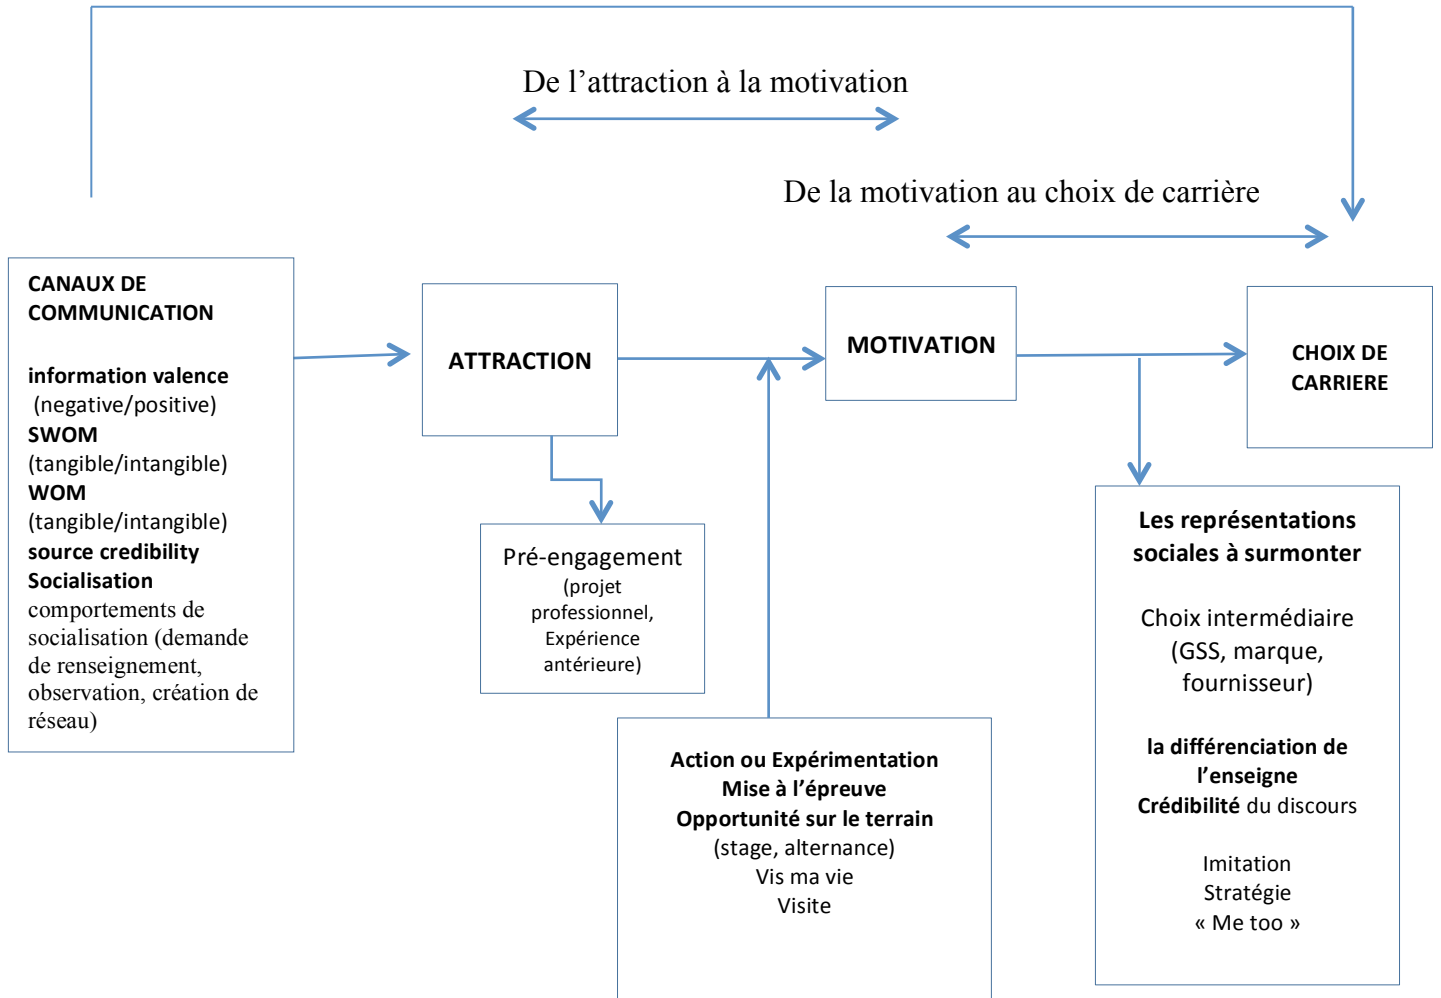 De l’attraction à la motivation
De la motivation au choix de carrière
CANAUX DE
COMMUNICATION
information valence
(negative/positive)
SWOM
(tangible/intangible)
WOM
(tangible/intangible)
source credibility
Socialisation
comportements de
socialisation (demande
de renseignement,
observation, création de
réseau)
ATTRACTION
MOTIVATION
CHOIX DE
CARRIERE
Pré-engagement
(projet
professionnel,
Expérience
antérieure)
Action ou Expérimentation
Mise à l’épreuve
Opportunité sur le terrain
(stage, alternance)
Vis ma vie
Visite
Les représentations
sociales à surmonter
Choix intermédiaire
(GSS, marque,
fournisseur)
la différenciation de
l’enseigne
Crédibilité du discours
Imitation
Stratégie
« Me too »